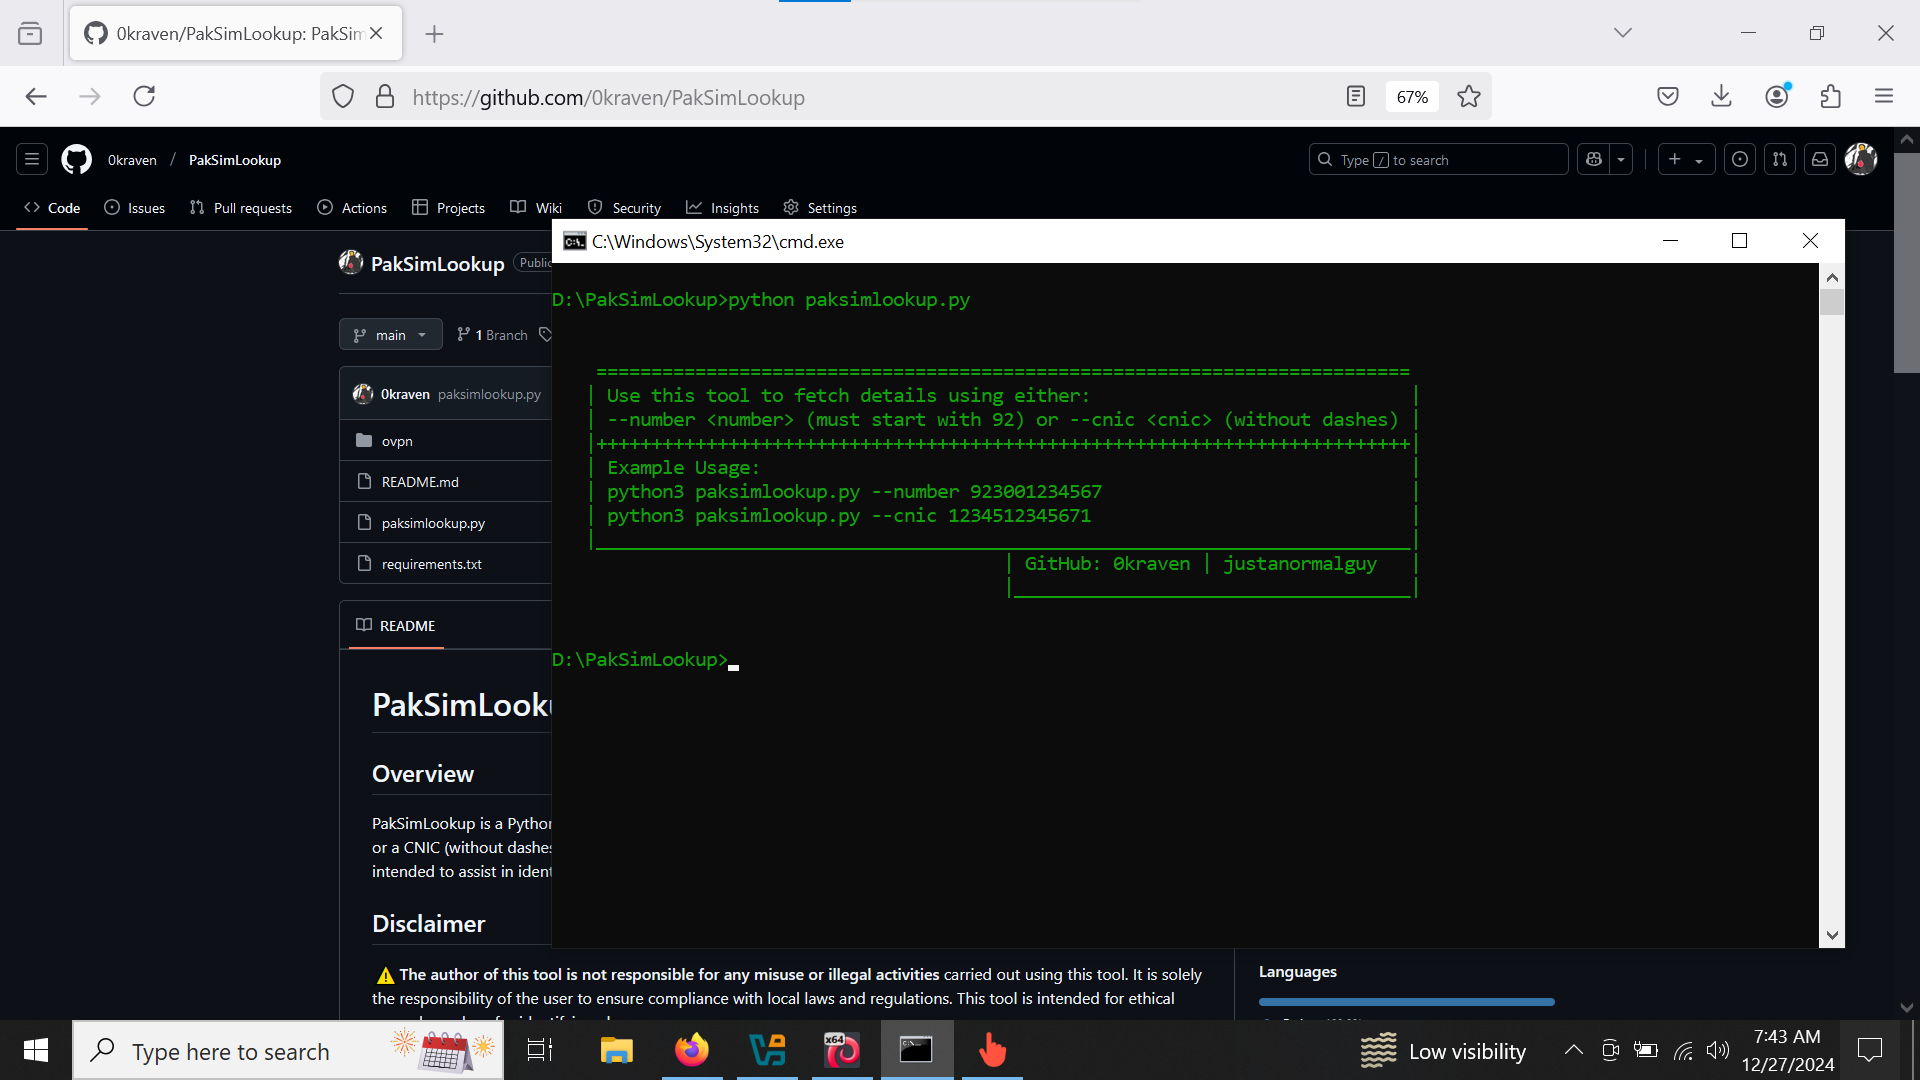 0kraven/PakSimLookup: PakSim
https://github.com/0kraven/PakSimLookup
67%
0kraven / PakSimLookup
Type / to search
Code
Issues
Pull requests
Actions
Projects
Wiki
Security
Insights
Settings
PakSimLookup
Public
main
1 Branch
0kraven paksimlookup.py
ovpn
README.md
paksimlookup.py
requirements.txt
README
PakSimLooku
Overview
PakSimLookup is a Python
or a CNIC (without dashes
intended to assist in ident
Disclaimer
⚠ The author of this tool is not responsible for any misuse or illegal activities carried out using this tool. It is solely
the responsibility of the user to ensure compliance with local laws and regulations. This tool is intended for ethical
Languages
C:\Windows\System32\cmd.exe
D:\PakSimLookup>python paksimlookup.py
==========================================================================
| Use this tool to fetch details using either: |
| --number <number> (must start with 92) or --cnic <cnic> (without dashes) |
|++++++++++++++++++++++++++++++++++++++++++++++++++++++++++++++++++++++++++|
| Example Usage: |
| python3 paksimlookup.py --number 923001234567 |
| python3 paksimlookup.py --cnic 1234512345671 |
|__________________________________________________________________________|
| GitHub: 0kraven | justanormalguy |
|____________________________________|
D:\PakSimLookup>
Type here to search
x64
Low visibility
7:43 AM
12/27/2024